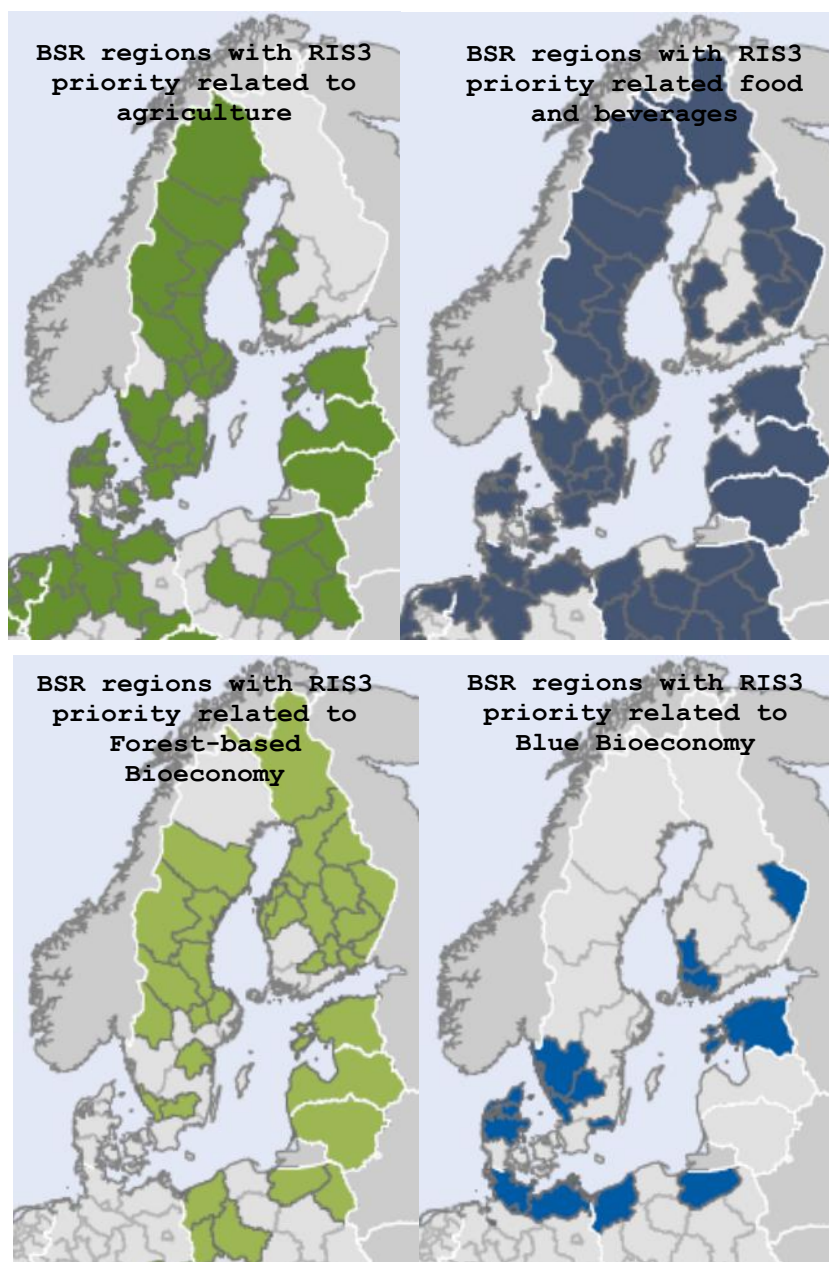 BSR regions with RIS3
priority related to
agriculture
BSR regions with RIS3
priority related food
and beverages
BSR regions with RIS3
priority related to
Forest-based
Bioeconomy
BSR regions with RIS3
priority related to
Blue Bioeconomy